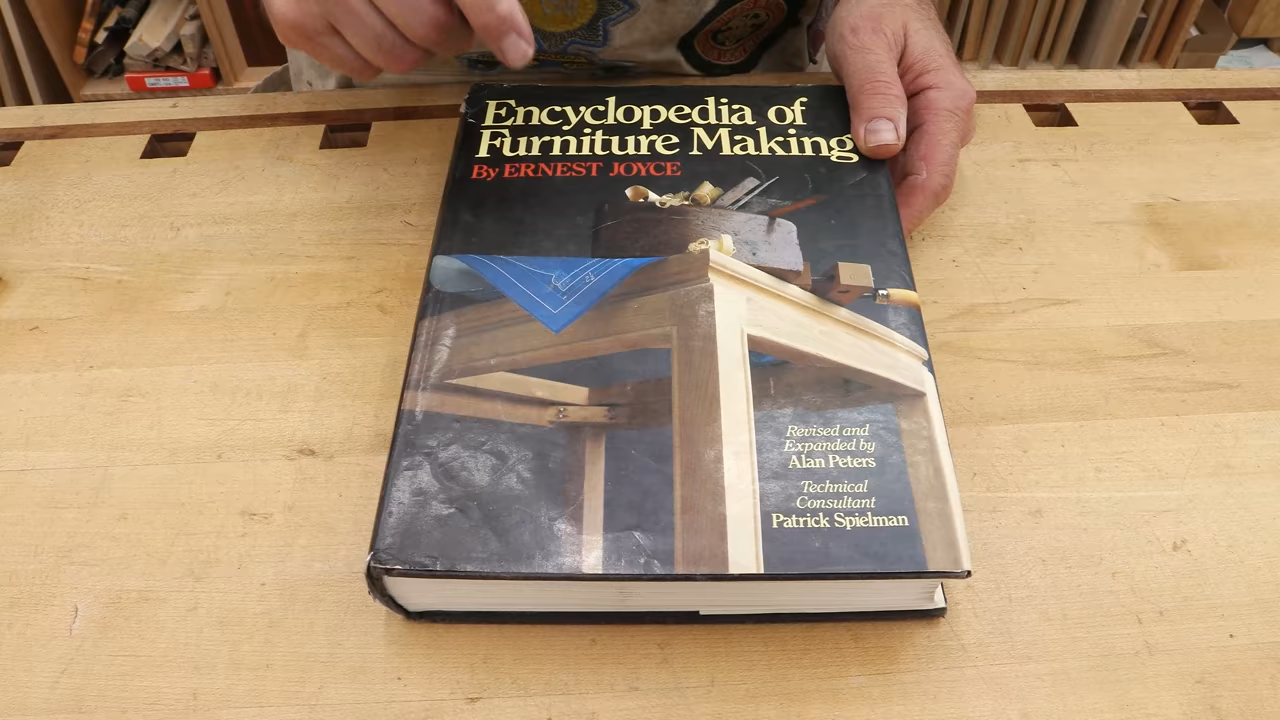 Encyclopedia of
Furniture Making
By ERNEST JOYCE
Revised and
Expanded by
Alan Peters
Technical
Consultant
Patrick Spielman